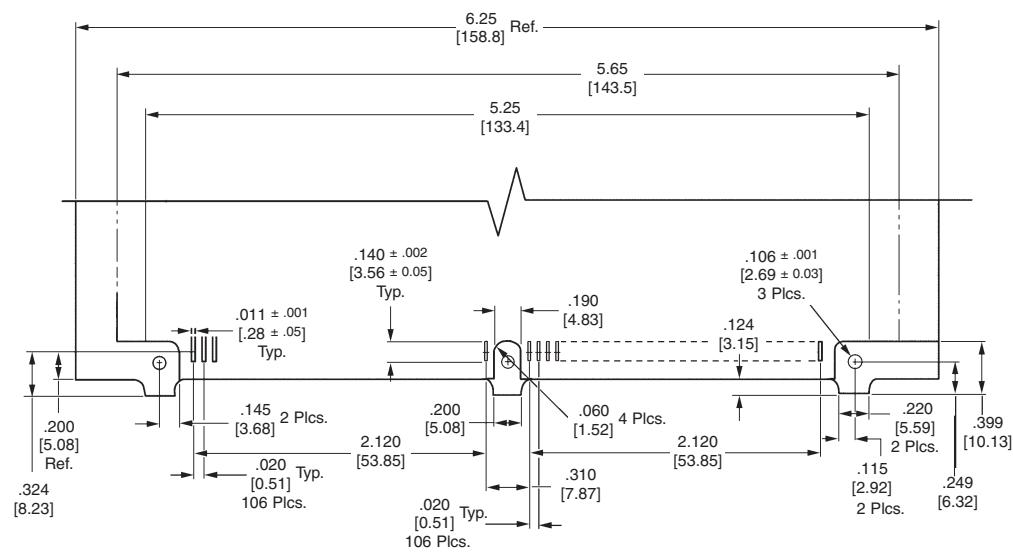 6.25
[158.8] Ref.
5.65
[143.5]
5.25
[133.4]
.140 ± .002
[3.56 ± 0.05]
Typ.
.106 ± .001
[2.69 ± 0.03]
3 Plcs.
.011 ± .001
[.28 ± .05]
Typ.
.190
[4.83]
.124
[3.15]
.200
[5.08]
Ref.
.324
[8.23]
.145
[3.68] 2 Plcs.
.020
[0.51] Typ.
106 Plcs.
2.120
[53.85]
.200
[5.08]
.060
[1.52] 4 Plcs.
.310
[7.87]
.020
[0.51] Typ.
106 Plcs.
2.120
[53.85]
.220
[5.59]
2 Plcs.
.115
[2.92]
2 Plcs.
.249
[6.32]
.399
[10.13]